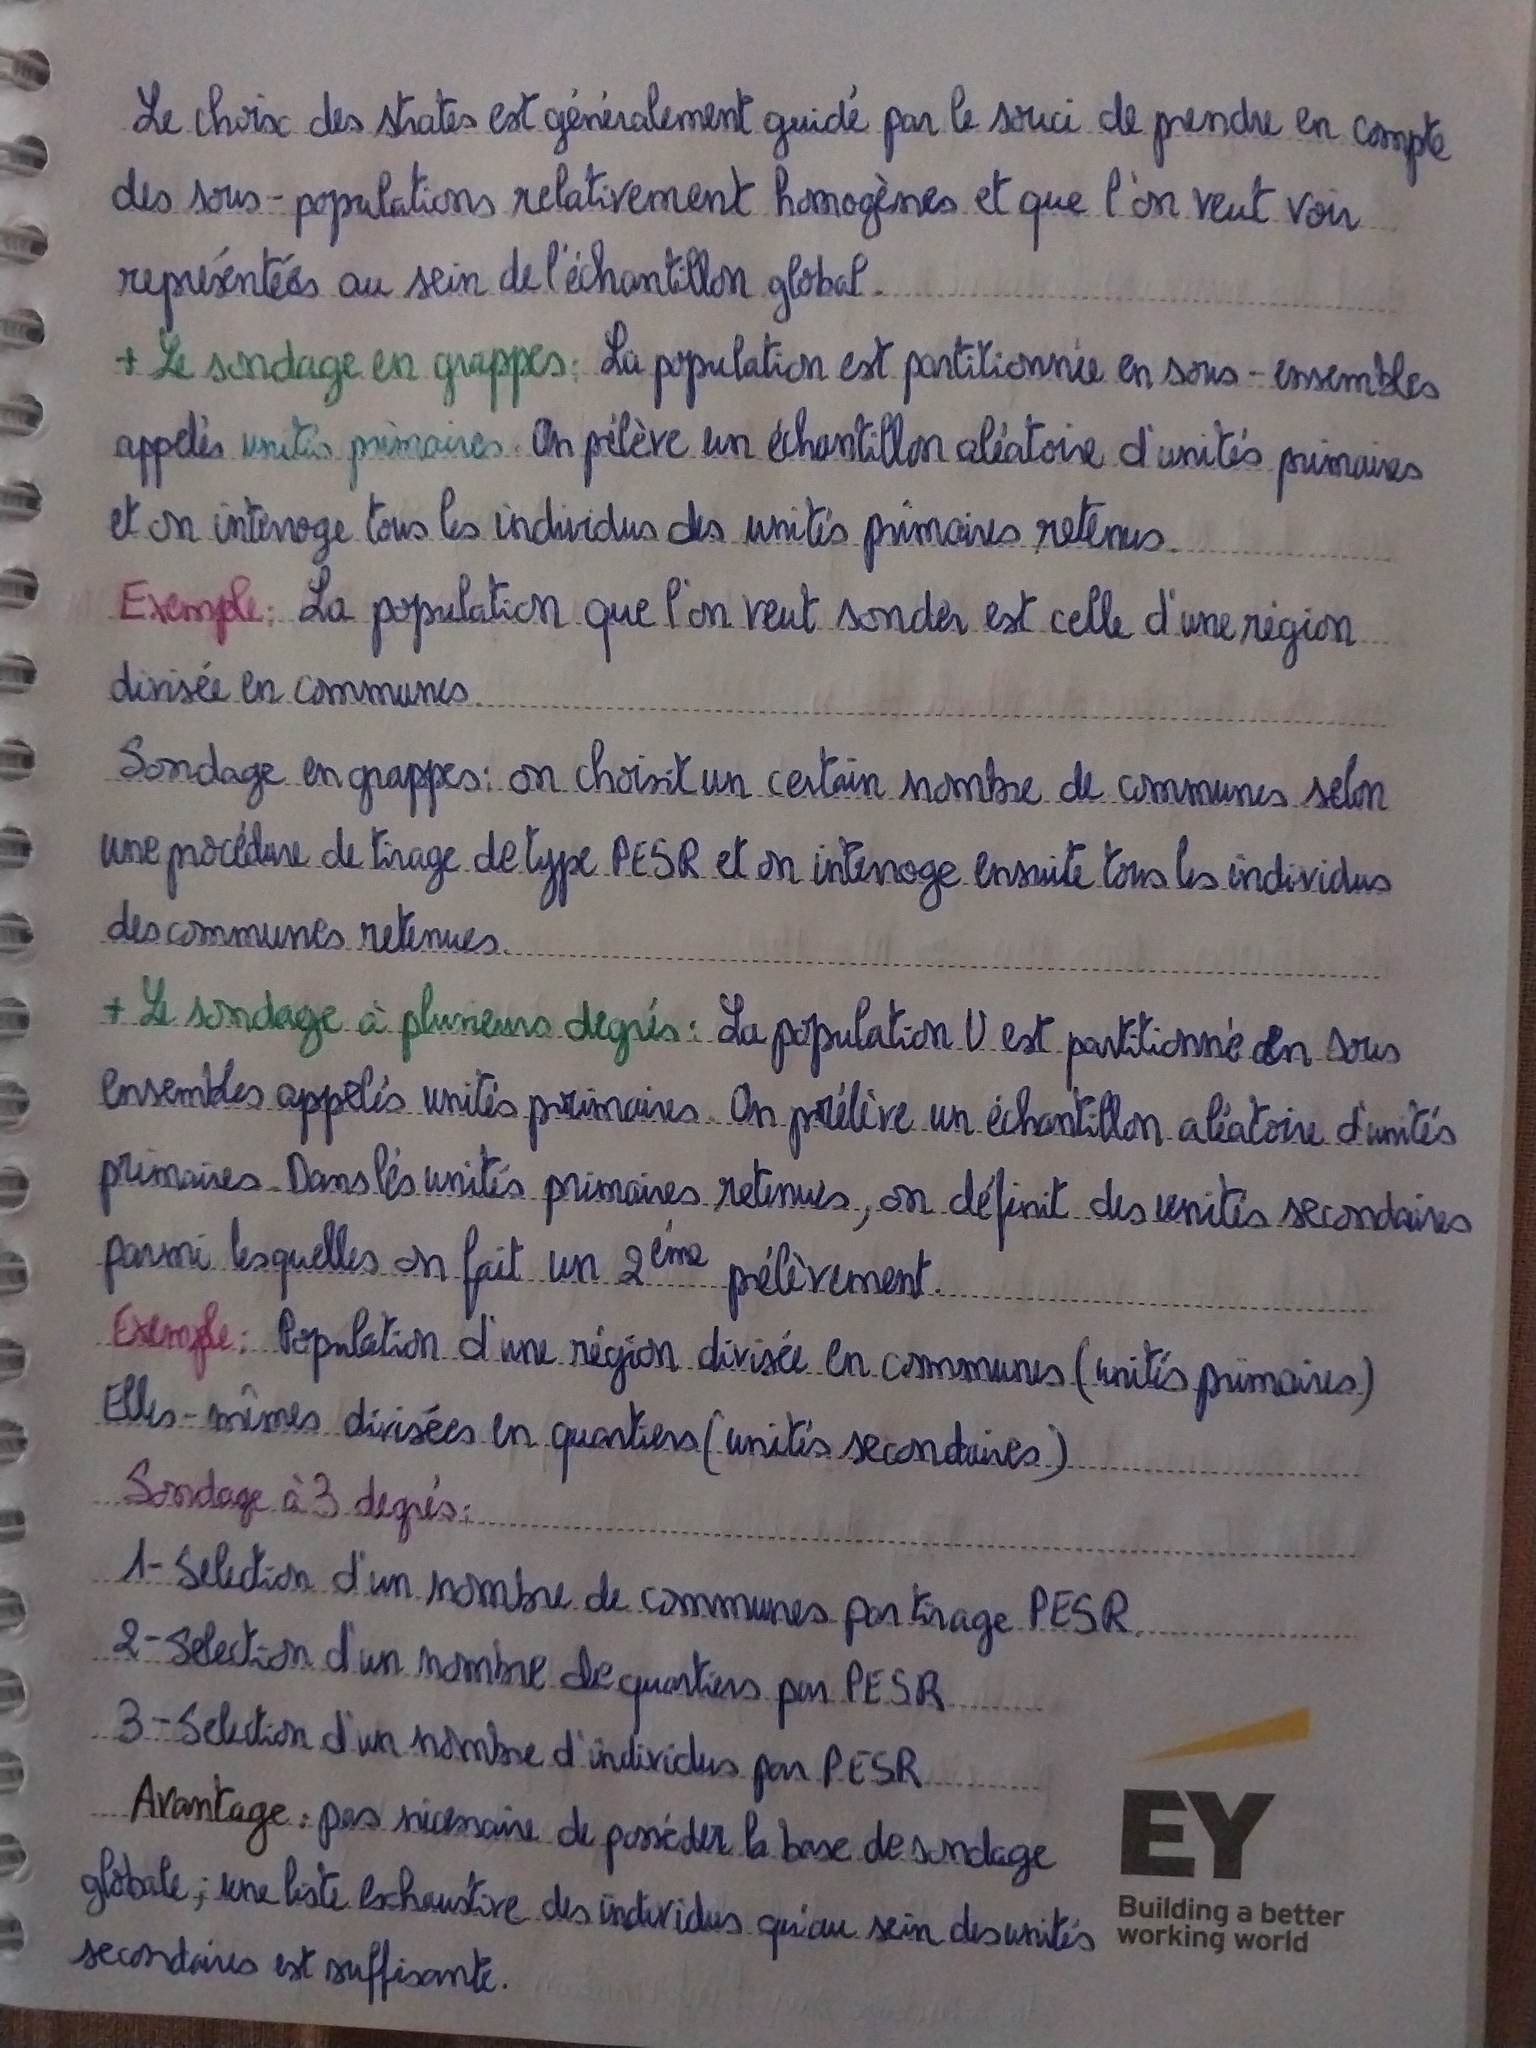 Le choix des strates est généralement guidé par le souci de prendre en compte
des sous-populations relativement homogènes et que l'on veut voir
représentées au sein de l'échantillon global.
+ Le sondage en grappes: La population est partitionnée en sous-ensembles
appelés unités primaires. On prélève un échantillon aléatoire d'unités primaires
et on interroge tous les individus des unités primaires retenus.
Exemple: La population que l'on veut sonder est celle d'une région
divisée en communes.
Sondage en grappes: on choisit un certain nombre de communes selon
une procédure de tirage de type PESR et on interroge ensuite tous les individus
des communes retenues.
+ Le sondage à plusieurs degrés: La population U est partitionné en sous
ensembles appelés unités primaires. On prélève un échantillon aléatoire d'unités
primaires. Dans les unités primaires retenues, on définit des unités secondaires
parmi lesquelles on fait un 2ème prélèvement.
Exemple: Population d'une région divisée en communes (unités primaires)
Elles-mêmes divisées en quartiers (unités secondaires)
Sondage à 3 degrés:
1- Selection d'un nombre de communes par tirage PESR.
2- Selection d'un nombre de quartiers par PESR
3- Selection d'un nombre d'individus par PESR
Avantage: pas nécessaire de posséder la base de sondage
globale; une liste exhaustive des individus qu'au sein des unités
secondaires est suffisante.
EY
Building a better
working world